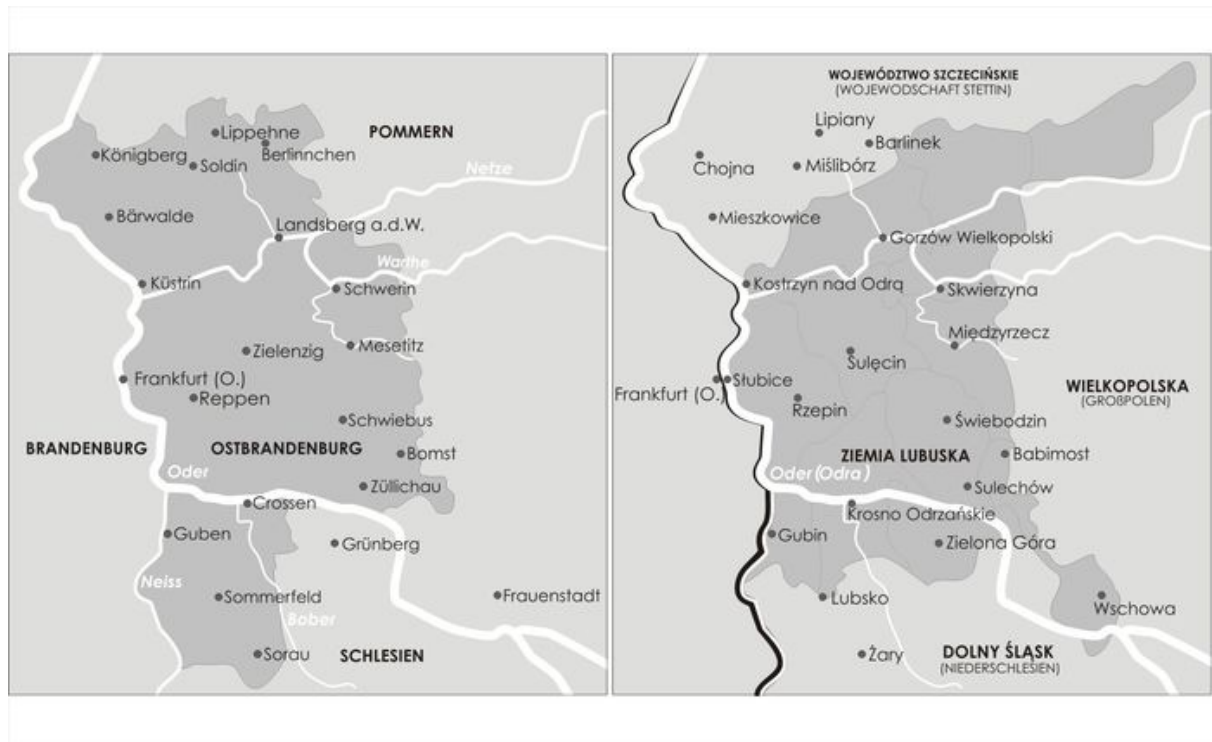 POMMERN
Lippehne
Berlinnchen
Königberg
Soldin
Netze
Bärwalde
Landsberg a.d.W.
Warthe
Küstrin
Schwerin
Zielenzig
Mesetitz
Frankfurt (O.)
Reppen
Schwiebus
BRANDENBURG
OSTBRANDENBURG
Bomst
Oder
Züllichau
Crossen
Guben
Grünberg
Neiss
Sommerfeld
Bober
Frauenstadt
Sorau
SCHLESIEN
WOJEWÓDZTWO SZCZECIŃSKIE
(WOJEWODSCHAFT STETTIN)
Lipiany
Barlinek
Chojna
Miślibórz
Mieszkowice
Gorzów Wielkopolski
Kostrzyn nad Odrą
Skwierzyna
Międzyrzecz
Sulęcin
Frankfurt (O.)
Słubice
Rzepin
WIELKOPOLSKA
(GROßPOLEN)
Świebodzin
ZIEMIA LUBUSKA
Babimost
Oder (Odra)
Sulechów
Krosno Odrzańskie
Gubin
Zielona Góra
Lubsko
Wschowa
Żary
DOLNY ŚLĄSK
(NIEDERSCHLESIEN)